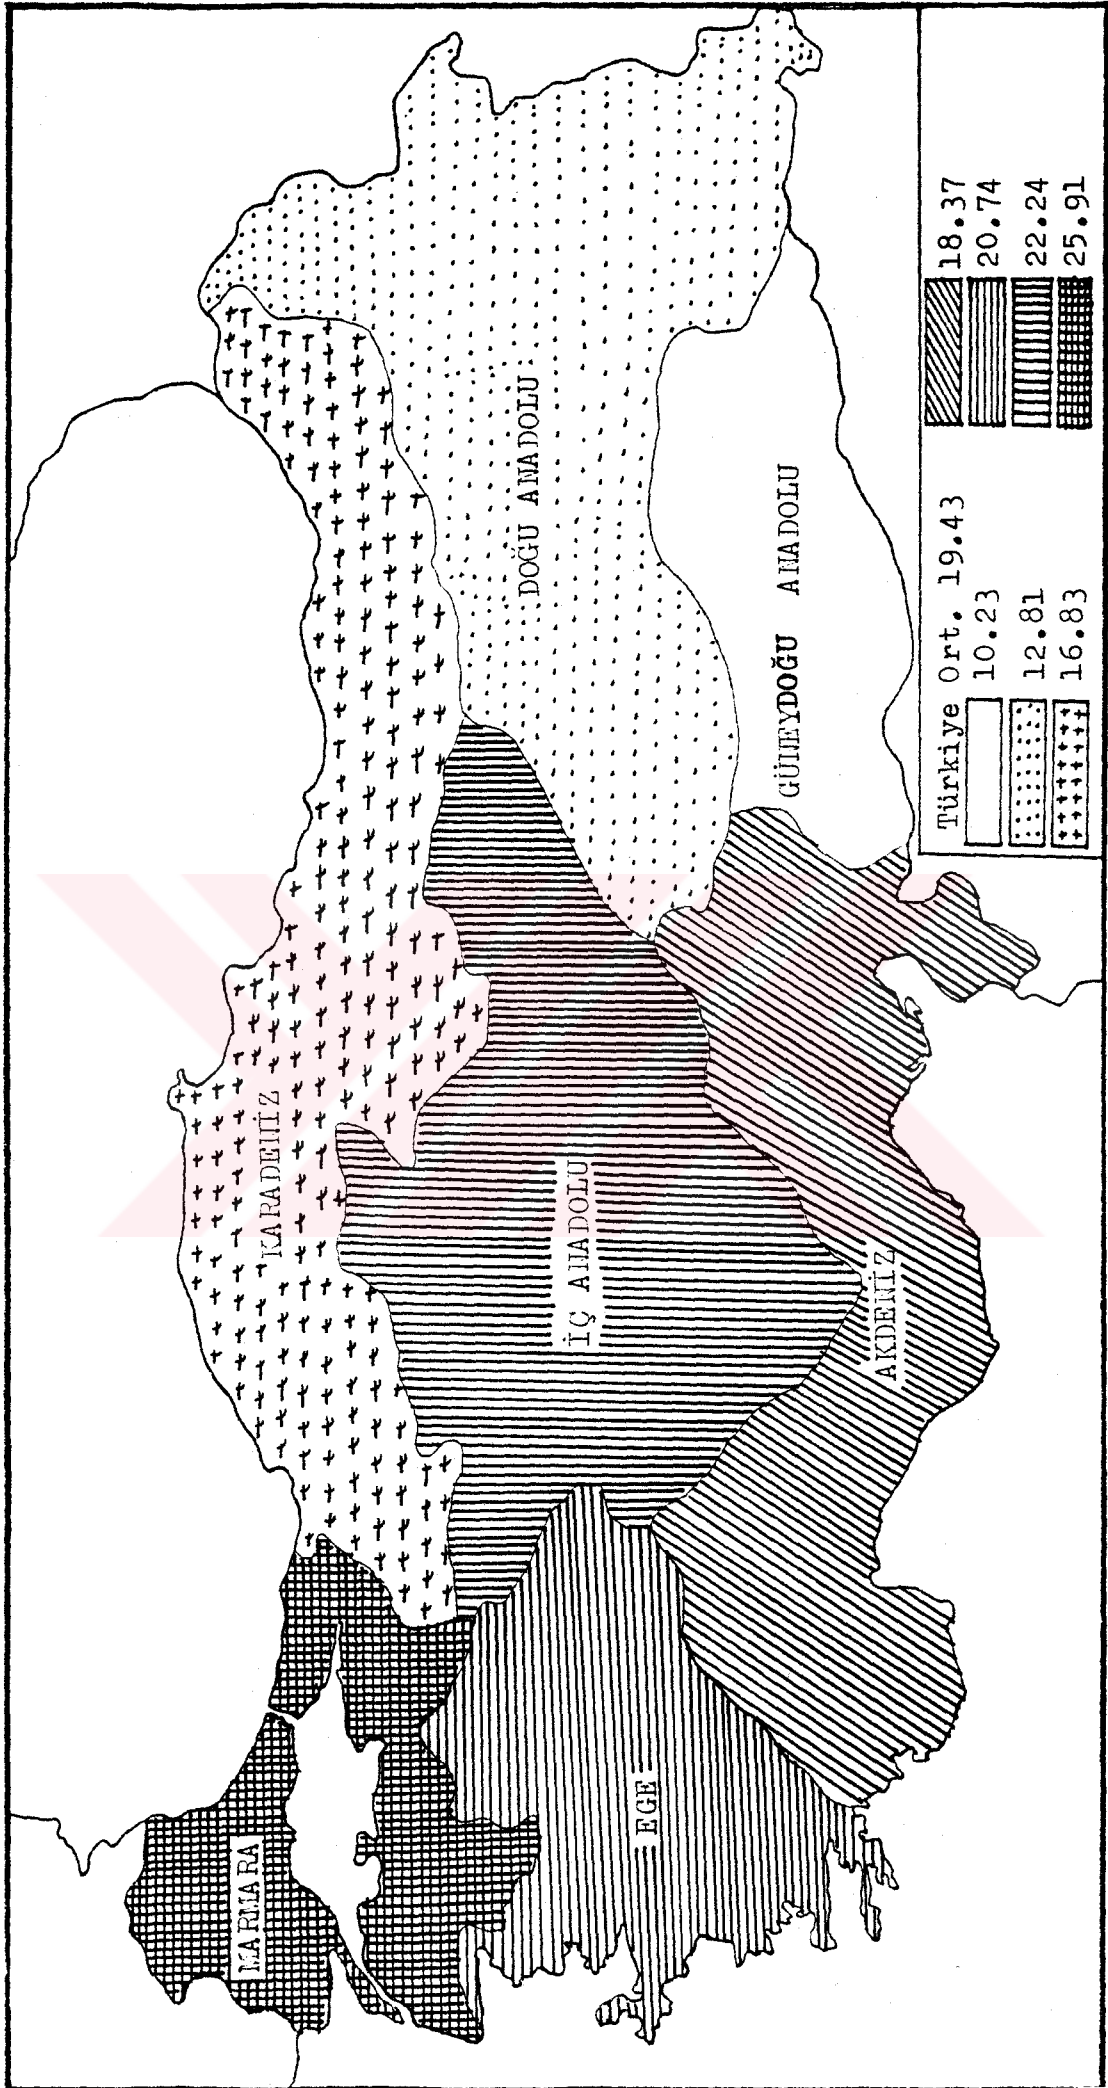 MARMARA
KARADENİZ
EGE
İÇ ANADOLU
DOĞU ANADOLU
AKDENİZ
GÜNEYDOĞU ANADOLU
Türkiye Ort. 19.43
10.23
12.81
16.83
18.37
20.74
22.24
25.91